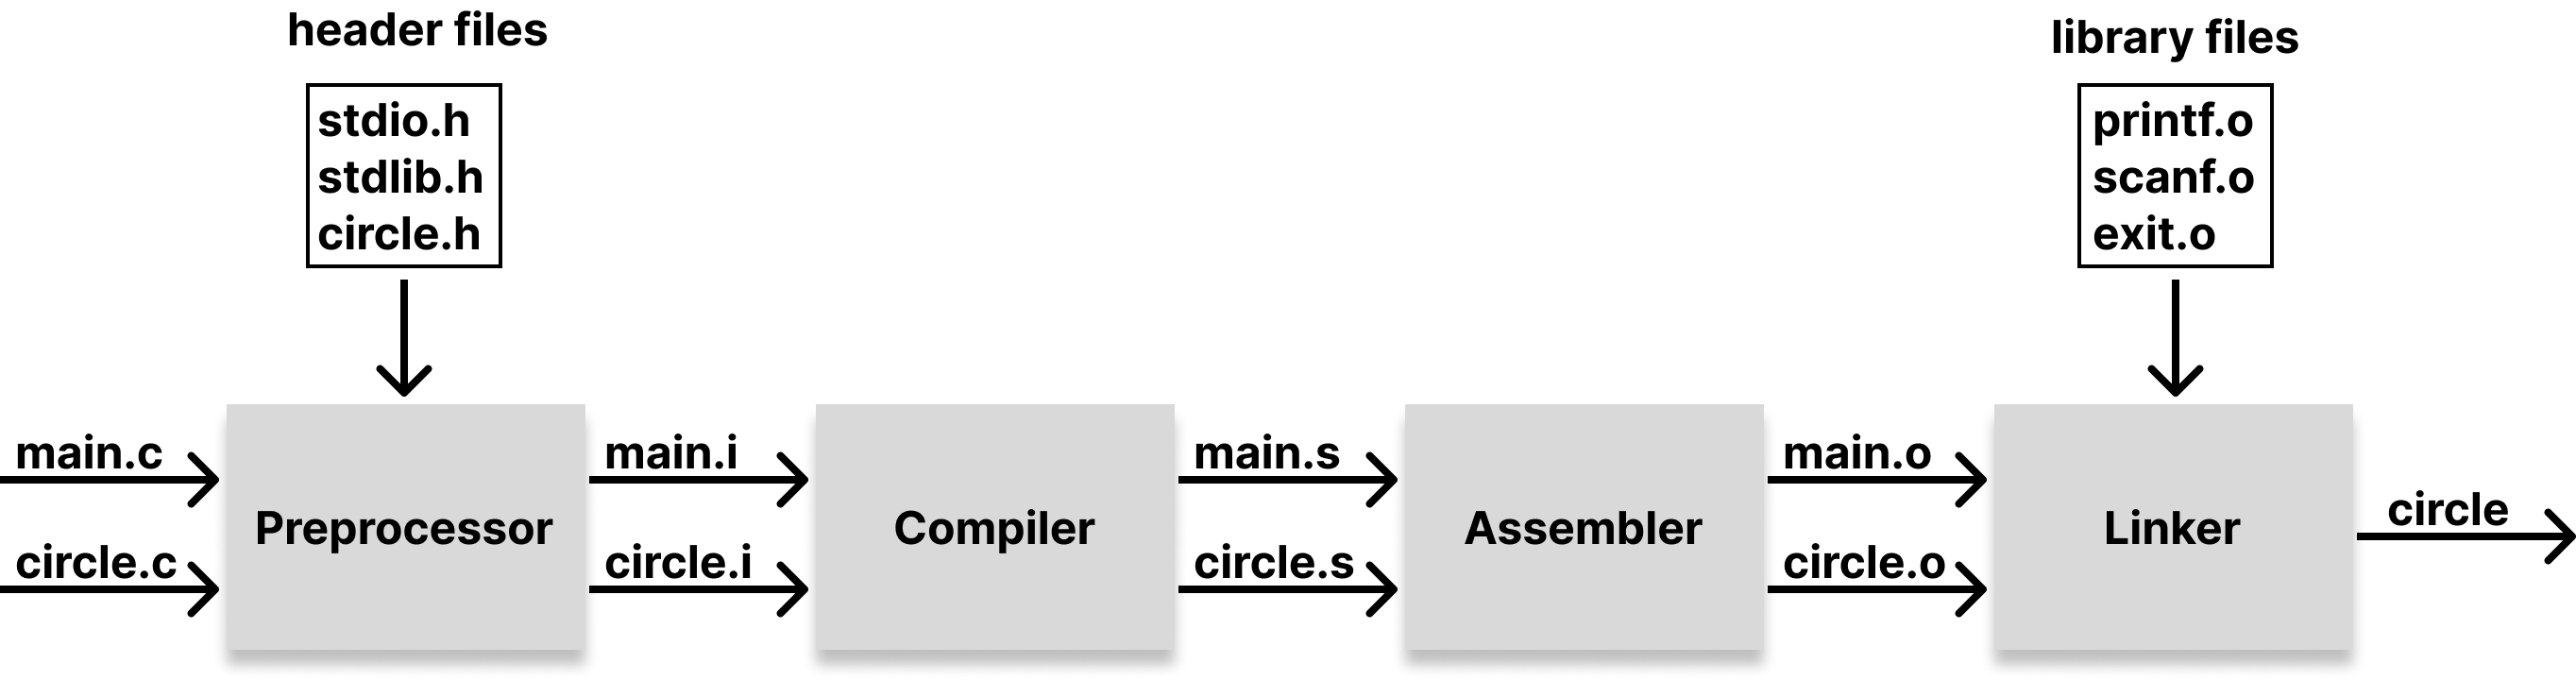 header files
stdio.h
stdlib.h
circle.h
library files
printf.o
scanf.o
exit.o
main.c
circle.c
Preprocessor
main.i
circle.i
Compiler
main.s
circle.s
Assembler
main.o
circle.o
Linker
circle